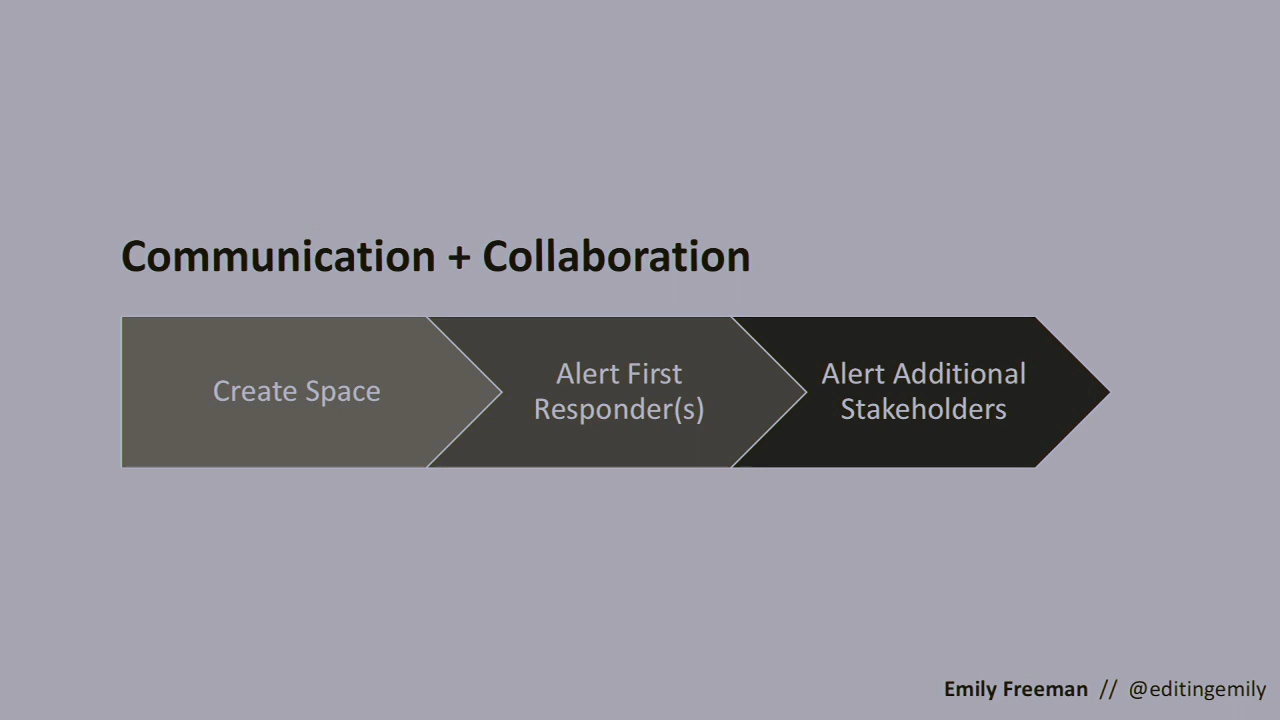 Communication + Collaboration
Create Space
Alert First
Responder(s)
Alert Additional
Stakeholders
Emily Freeman // @editingemily